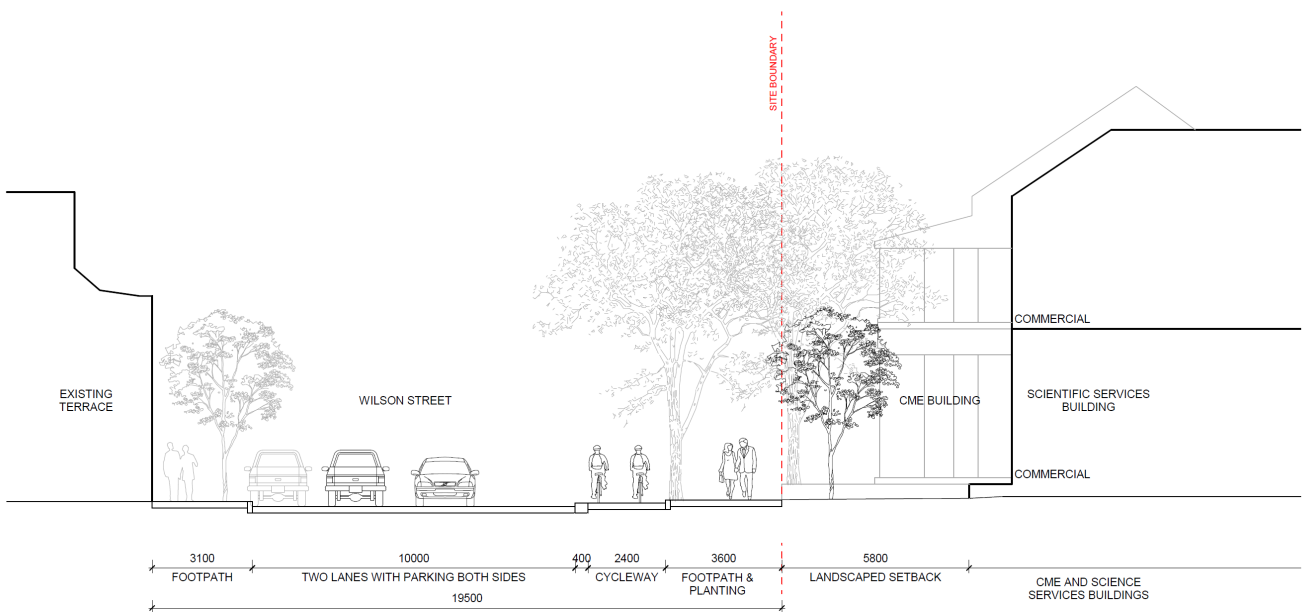 SITE BOUNDARY
COMMERCIAL
EXISTING
TERRACE
WILSON STREET
CME BUILDING
SCIENTIFIC SERVICES
BUILDING
COMMERCIAL
3100
10000
400
2400
3600
5800
FOOTPATH
TWO LANES WITH PARKING BOTH SIDES
CYCLEWAY
FOOTPATH &
PLANTING
LANDSCAPED SETBACK
CME AND SCIENCE
SERVICES BUILDINGS
19500